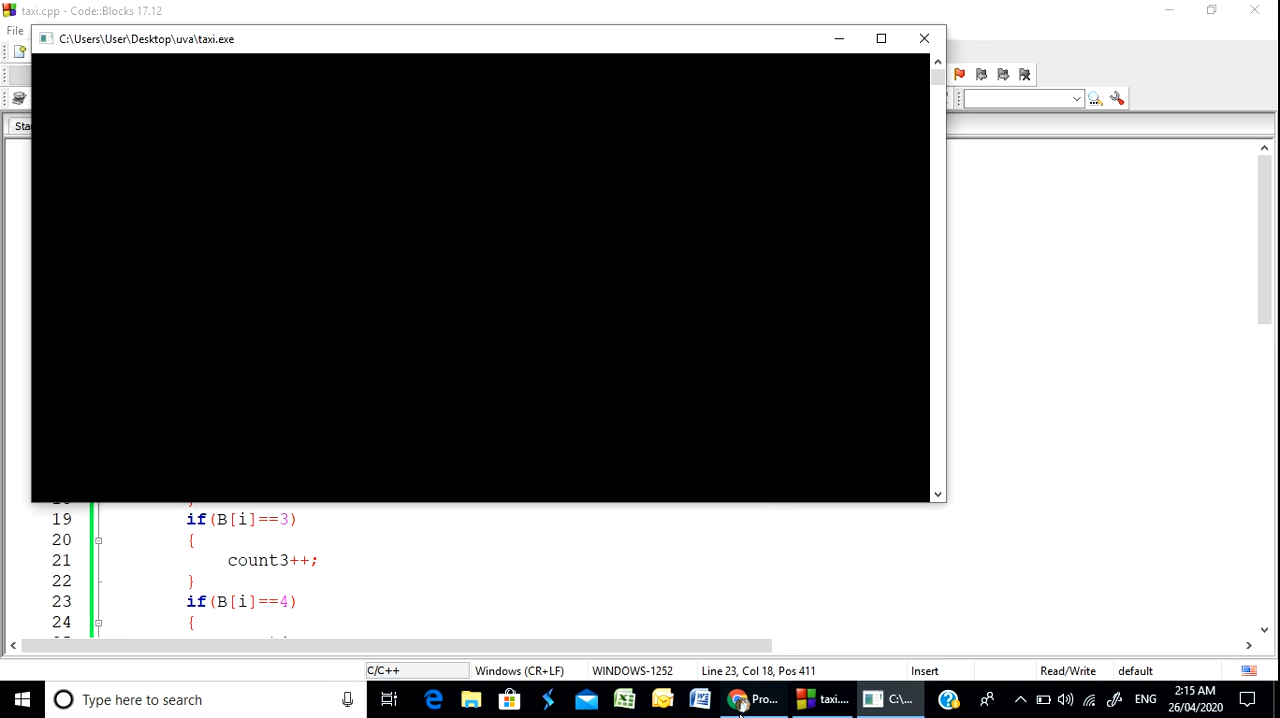 taxi.cpp - Code::Blocks 17.12
File
C:\Users\User\Desktop\uva\taxi.exe
Star
19 if(B[i]==3)
20 {
21 count3++;
22 }
23 if(B[i]==4)
24 {
C/C++ Windows (CR+LF) WINDOWS-1252 Line 23, Col 18, Pos 411 Insert Read/Write default
Type here to search
Pro... taxi.... C:\... ENG
2:15 AM
26/04/2020